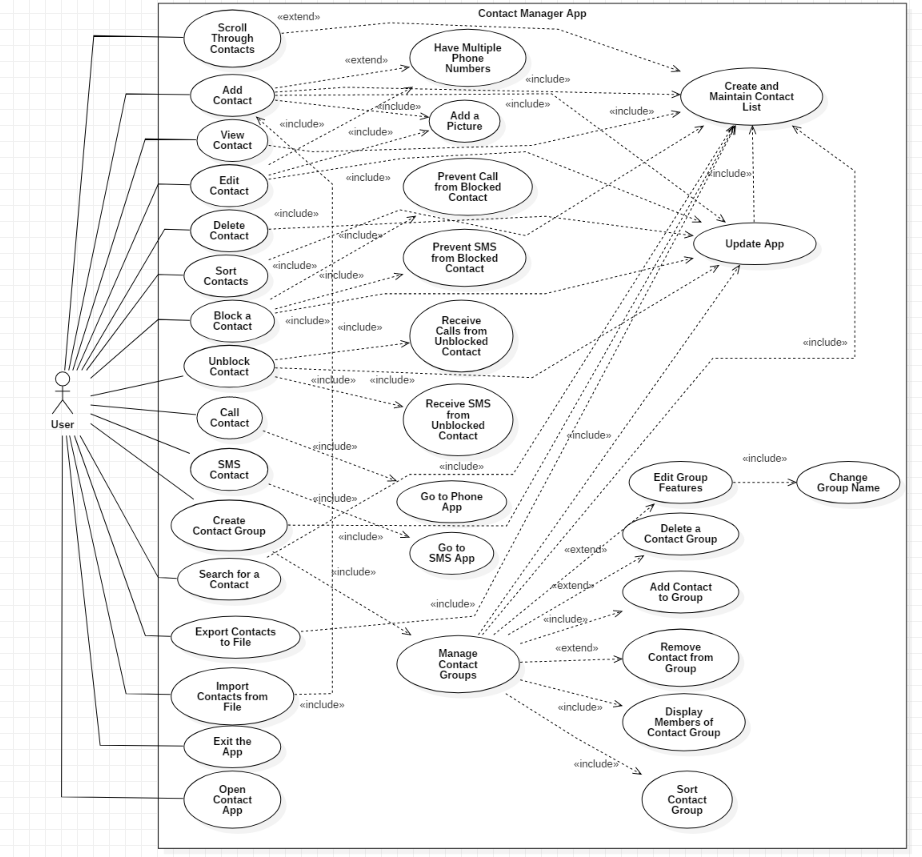 Contact Manager App
Scroll
Through
Contacts
«extend»
Have Multiple
Phone
Numbers
«extend»
Add
Contact
«include»
Create and
Maintain Contact
List
«include»
«include»
«include»
Add a
Picture
«include»
«include»
View
Contact
Edit
Contact
«include»
Prevent Call
from Blocked
Contact
«include»
Delete
Contact
«include»
«include»
Update App
Prevent SMS
from Blocked
Contact
Sort
Contacts
«include»
«include»
Block a
Contact
«include»
«include»
Receive
Calls from
Unblocked
Contact
«include»
Unblock
Contact
«include»
«include»
Receive SMS
from
Unblocked
Contact
User
Call
Contact
«include»
«include»
SMS
Contact
«include»
«include»
Edit Group
Features
Change
Group Name
Go to Phone
App
«include»
Create
Contact Group
«include»
Delete a
Contact Group
Go to
SMS App
«extend»
Search for a
Contact
«include»
«extend»
Add Contact
to Group
«include»
«include»
Export Contacts
to File
Manage
Contact
Groups
«extend»
Remove
Contact from
Group
Import
Contacts from
File
«include»
«include»
Display
Members of
Contact Group
Exit the
App
«include»
Open
Contact
App
Sort
Contact
Group